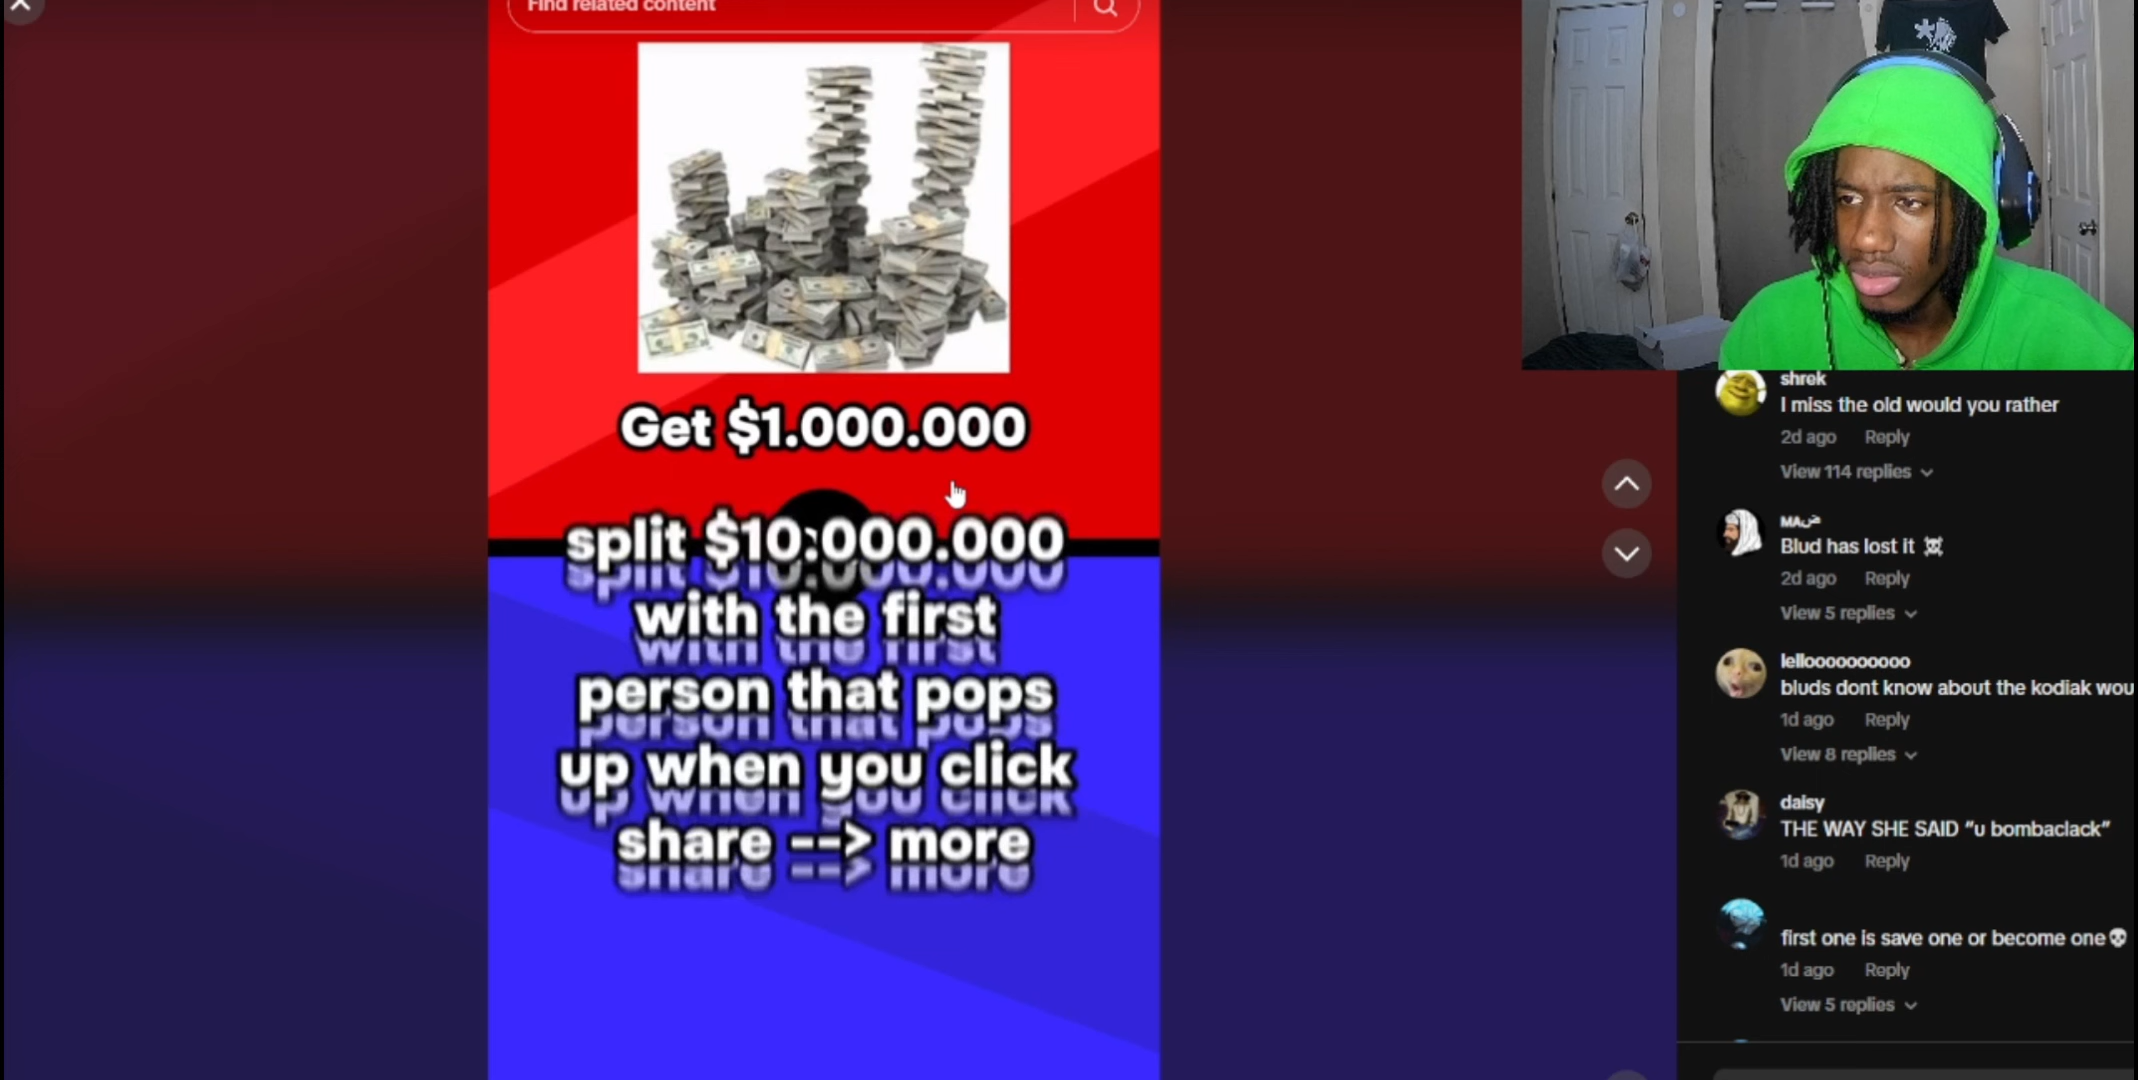 Find related content
Get $1.000.000
split $10.000.000
with the first
person that pops
up when you click
share --> more
shrek
I miss the old would you rather
2d ago Reply
View 114 replies
MAض
Blud has lost it ☠
2d ago Reply
View 5 replies
lelloooooooooo
bluds dont know about the kodiak wou
1d ago Reply
View 8 replies
daisy
THE WAY SHE SAID “u bombaclack”
1d ago Reply
first one is save one or become one💀
1d ago Reply
View 5 replies